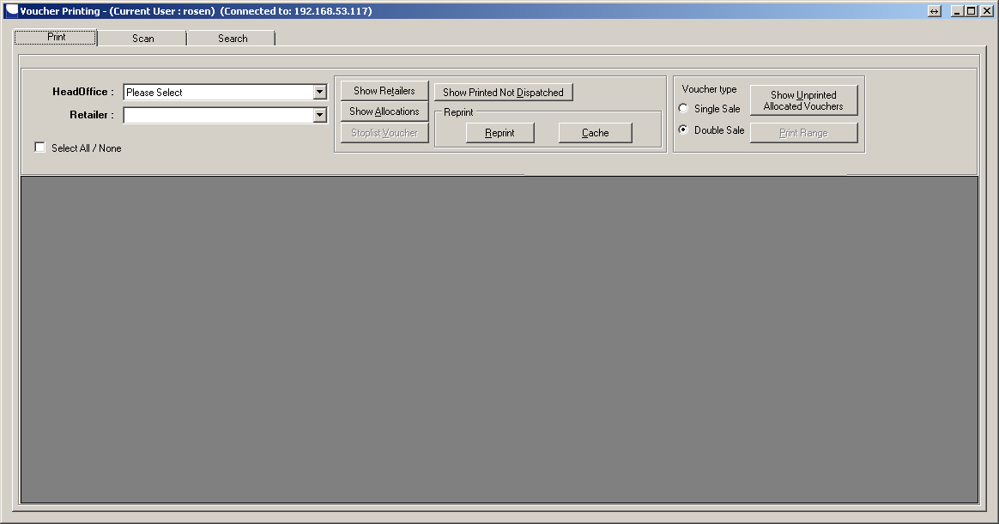 Voucher Printing - (Current User : rosen) (Connected to: 192.168.53.117)
Print
Scan
Search
HeadOffice :
Please Select
Retailer :
Select All / None
Show Retailers
Show Allocations
Stoplist Voucher
Show Printed Not Dispatched
Reprint
Reprint
Cache
Voucher type
Single Sale
Double Sale
Show Unprinted
Allocated Vouchers
Print Range